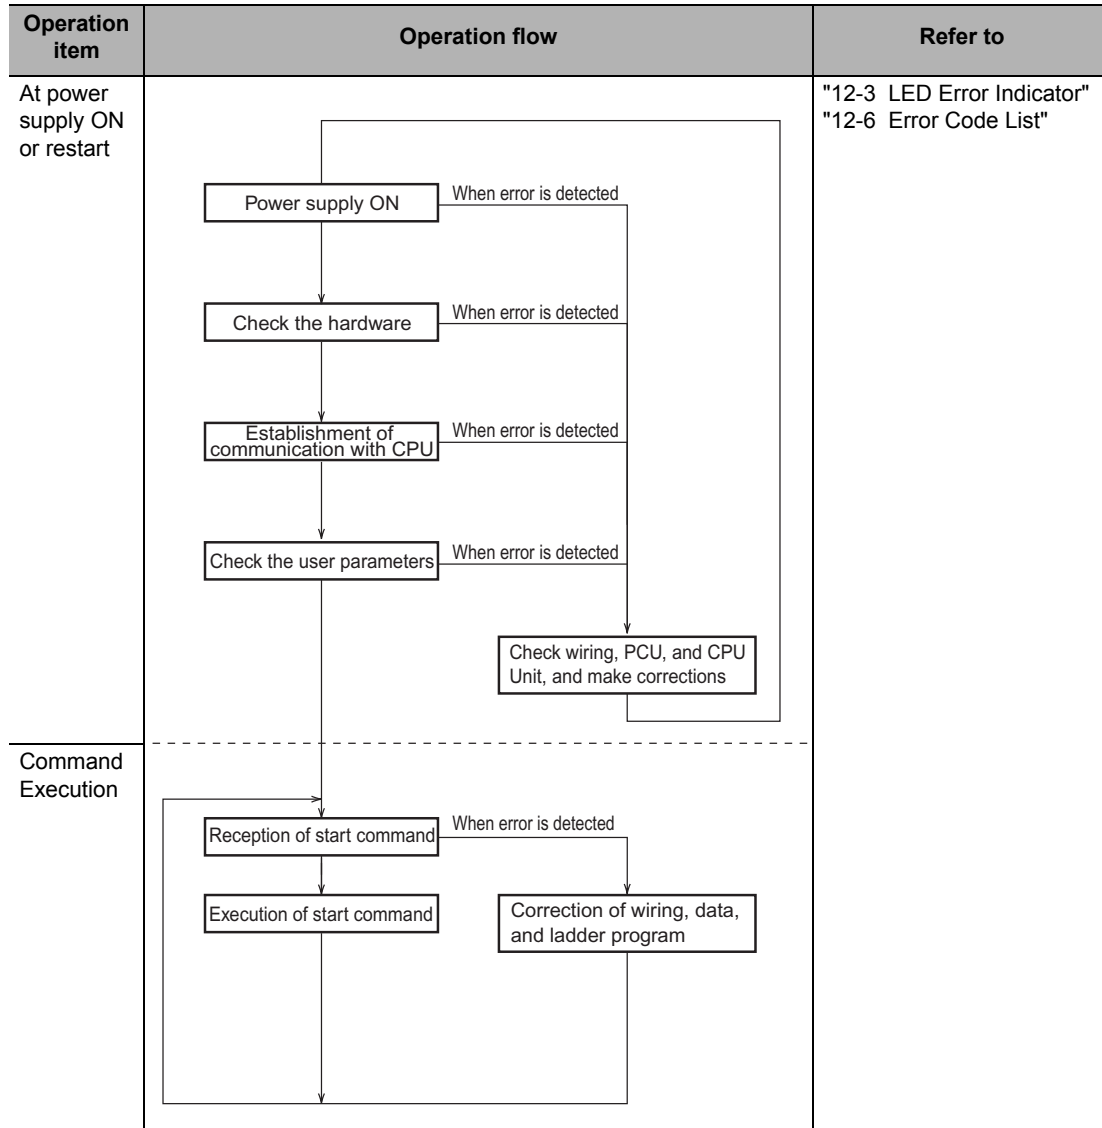 Operation
item
Operation flow
Refer to
At power
supply ON
or restart
"12-3 LED Error Indicator"
"12-6 Error Code List"
Power supply ON
When error is detected
Check the hardware
When error is detected
Establishment of
communication with CPU
When error is detected
Check the user parameters
When error is detected
Check wiring, PCU, and CPU
Unit, and make corrections
Command
Execution
Reception of start command
When error is detected
Execution of start command
Correction of wiring, data,
and ladder program